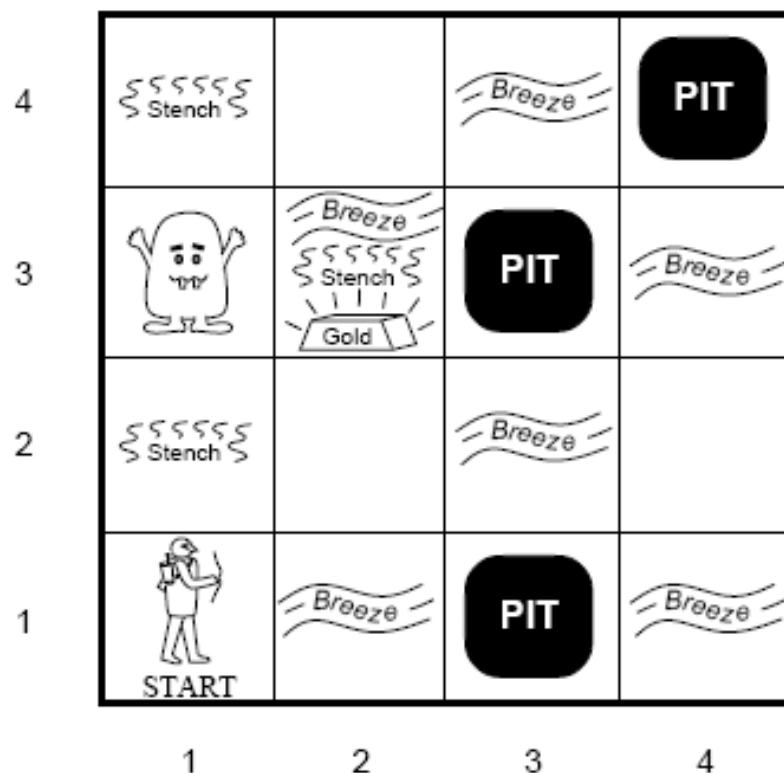 4
Stench
Breeze
PIT
3
Breeze
Stench
Gold
PIT
Breeze
2
Stench
Breeze
1
START
Breeze
PIT
Breeze
1 2 3 4